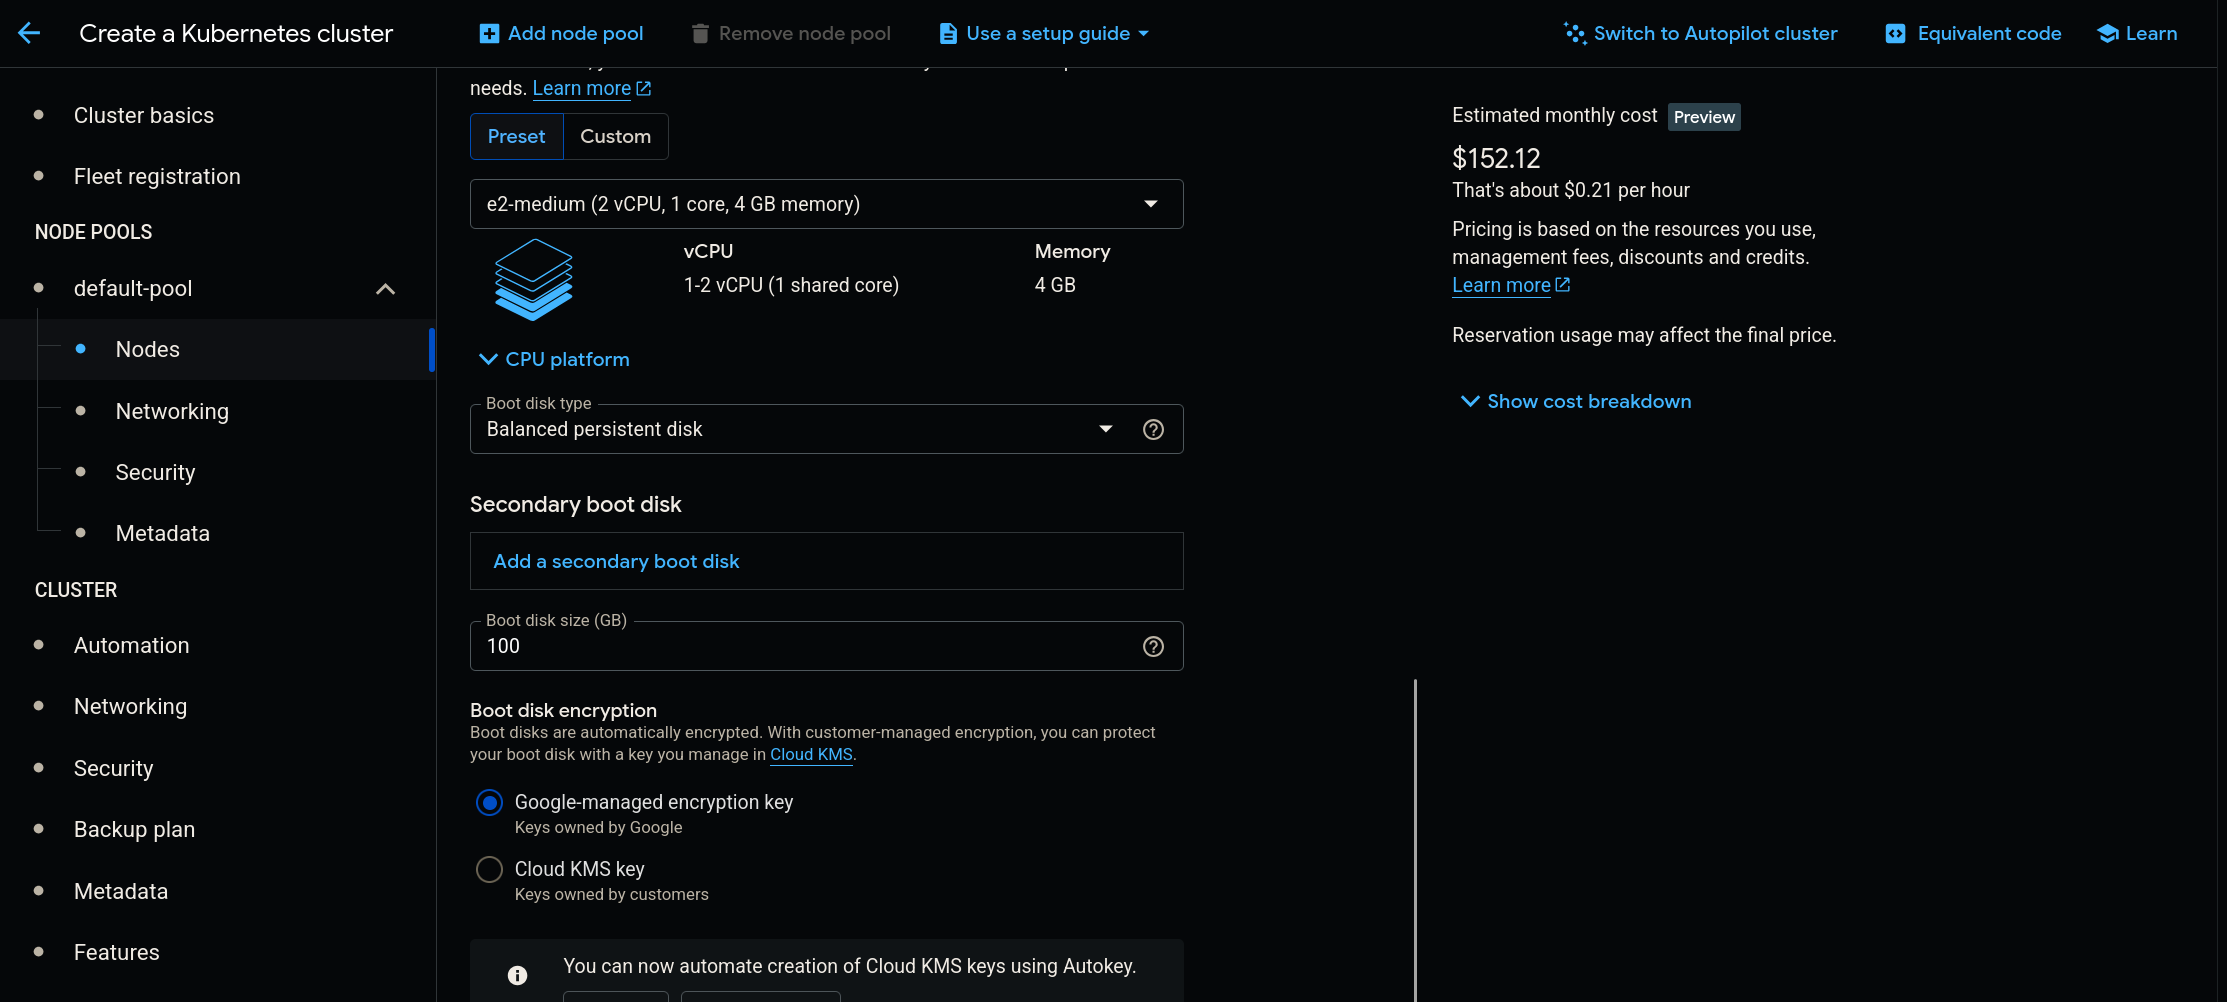 Create a Kubernetes cluster
Add node pool
Remove node pool
Use a setup guide
Switch to Autopilot cluster
Equivalent code
Learn
Cluster basics
Fleet registration
NODE POOLS
default-pool
Nodes
Networking
Security
Metadata
CLUSTER
Automation
Networking
Security
Backup plan
Metadata
Features
needs. Learn more
Preset
Custom
e2-medium (2 vCPU, 1 core, 4 GB memory)
vCPU
Memory
1-2 vCPU (1 shared core)
4 GB
CPU platform
Boot disk type
Balanced persistent disk
Secondary boot disk
Add a secondary boot disk
Boot disk size (GB)
100
Boot disk encryption
Boot disks are automatically encrypted. With customer-managed encryption, you can protect
your boot disk with a key you manage in Cloud KMS.
Google-managed encryption key
Keys owned by Google
Cloud KMS key
Keys owned by customers
You can now automate creation of Cloud KMS keys using Autokey.
Estimated monthly cost Preview
$152.12
That's about $0.21 per hour
Pricing is based on the resources you use,
management fees, discounts and credits.
Learn more
Reservation usage may affect the final price.
Show cost breakdown